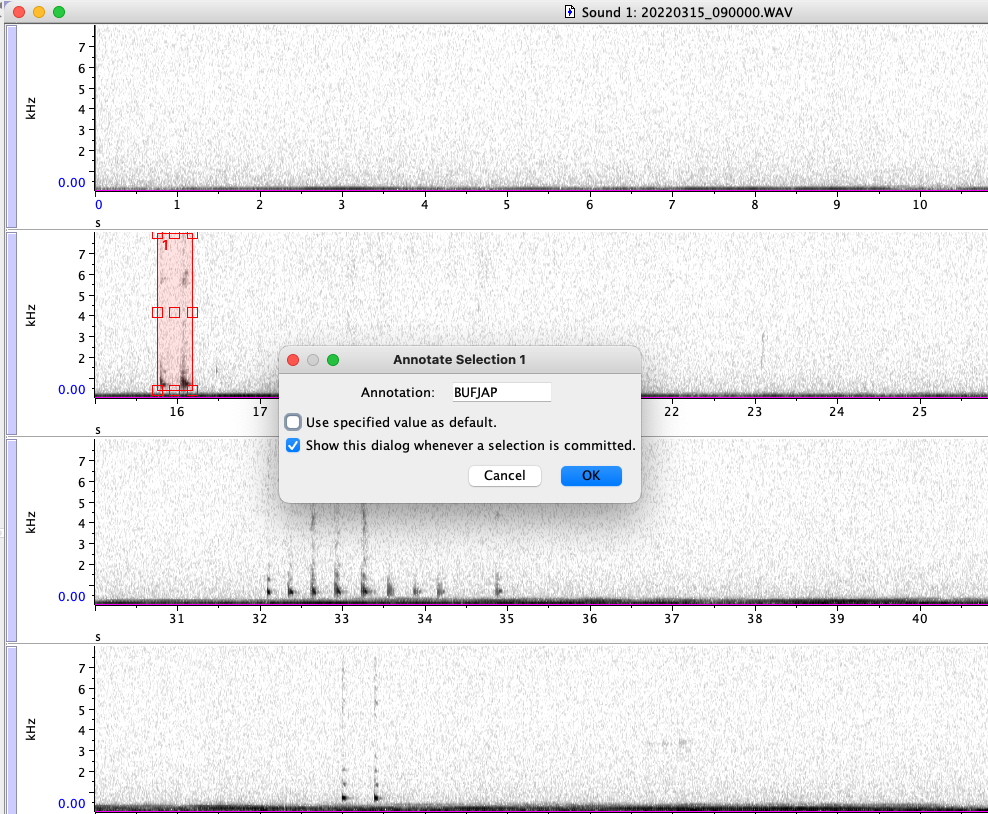 Sound 1: 20220315_090000.WAV
7
6
5
4
3
2
0.00
kHz
0 1 2 3 4 5 6 7 8 9 10
s
1
7
6
5
4
3
2
0.00
kHz
16 17 22 23 24 25
s
Annotate Selection 1
Annotation: BUFJAP
Use specified value as default.
Show this dialog whenever a selection is committed.
Cancel OK
7
6
5
4
3
2
0.00
kHz
31 32 33 34 35 36 37 38 39 40
s
7
6
5
4
3
2
0.00
kHz